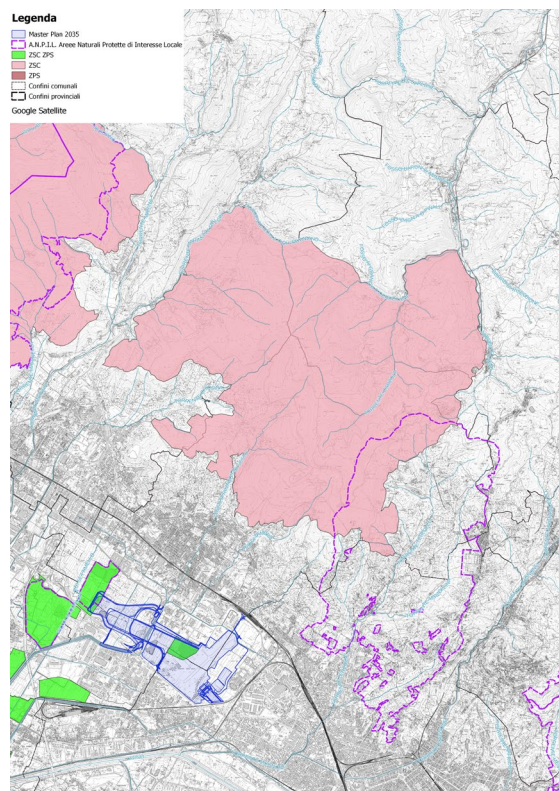 Legenda
Master Plan 2035
A.N.P.I.L. Areee Naturali Protette di Interesse Locale
ZSC ZPS
ZSC
ZPS
Confini comunali
Confini provinciali
Google Satellite